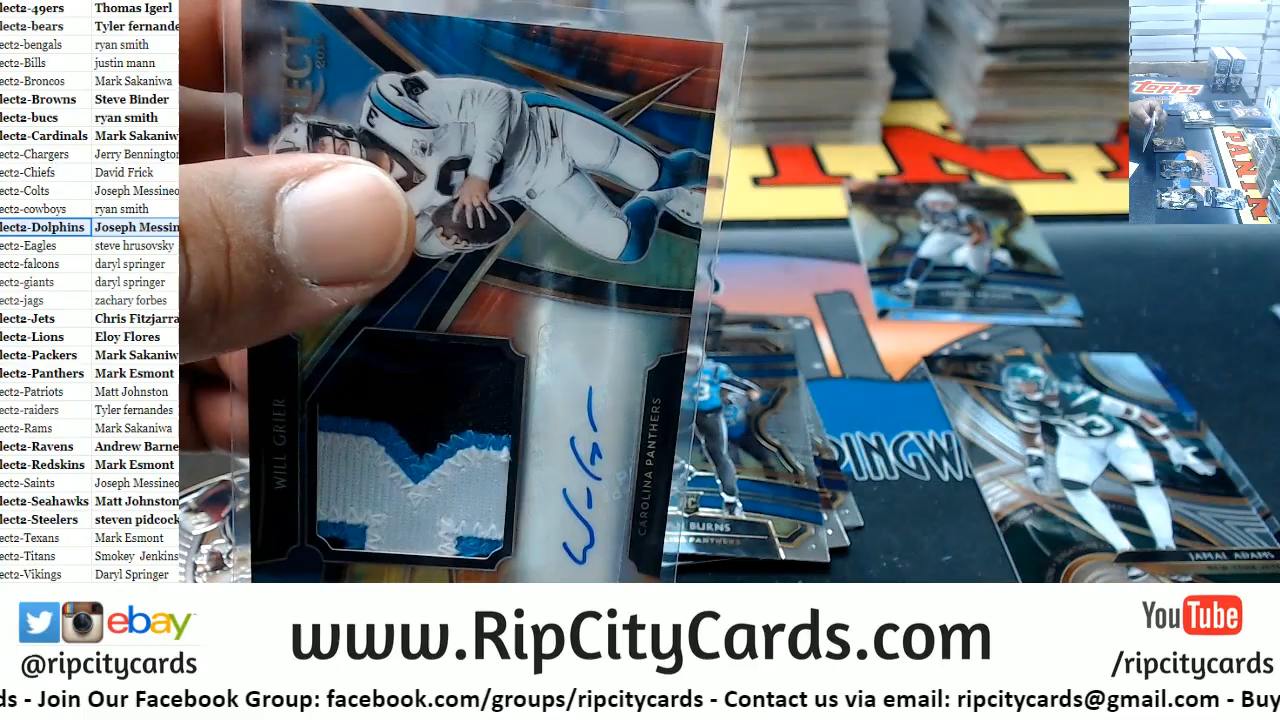 lect2-49ers Thomas Igerl
lect2-bears Tyler fernande
ect2-bengals ryan smith
ect2-Bills justin mann
ect2-Broncos Mark Sakaniwa
lect2-Browns Steve Binder
lect2-bucs ryan smith
lect2-Cardinals Mark Sakaniw
ect2-Chargers Jerry Bennington
ect2-Chiefs David Frick
ect2-Colts Joseph Messineo
ect2-cowboys ryan smith
lect2-Dolphins Joseph Messin
ect2-Eagles steve hrusovsky
ect2-falcons daryl springer
ect2-giants daryl springer
ect2-jags zachary forbes
lect2-Jets Chris Fitzjarra
lect2-Lions Eloy Flores
lect2-Packers Mark Sakaniw
lect2-Panthers Mark Esmont
ect2-Patriots Matt Johnston
ect2-raiders Tyler fernandes
ect2-Rams Mark Sakaniwa
lect2-Ravens Andrew Barne
lect2-Redskins Mark Esmont
ect2-Saints Joseph Messineo
lect2-Seahawks Matt Johnston
lect2-Steelers steven pidcock
ect2-Texans Mark Esmont
ect2-Titans Smokey Jenkins
ect2-Vikings Daryl Springer
WILL GRIER
CAROLINA PANTHERS
BURNS
PINGW
JAMAL ADAMS
Topps
PANINI
ebay
@ripcitycards
www.RipCityCards.com
YouTube
/ripcitycards
ds - Join Our Facebook Group: facebook.com/groups/ripcitycards - Contact us via email: ripcitycards@gmail.com - Buy